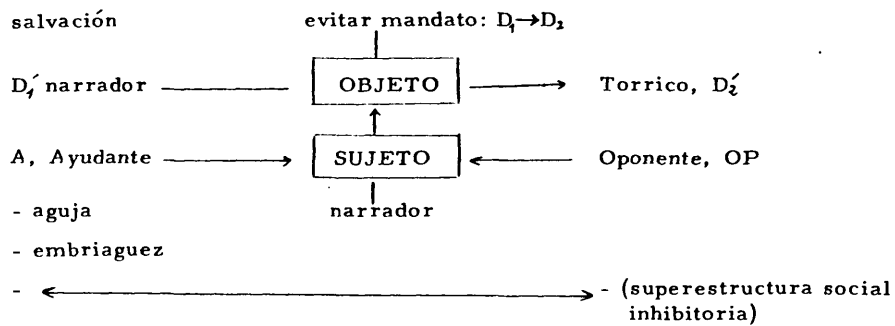 salvación evitar mandato: D₁→D₂
D₁′ narrador OBJETO Torrico, D₂′
A, Ayudante SUJETO Oponente, OP
- aguja narrador
- embriaguez
- - (superestructura social
inhibitoria)